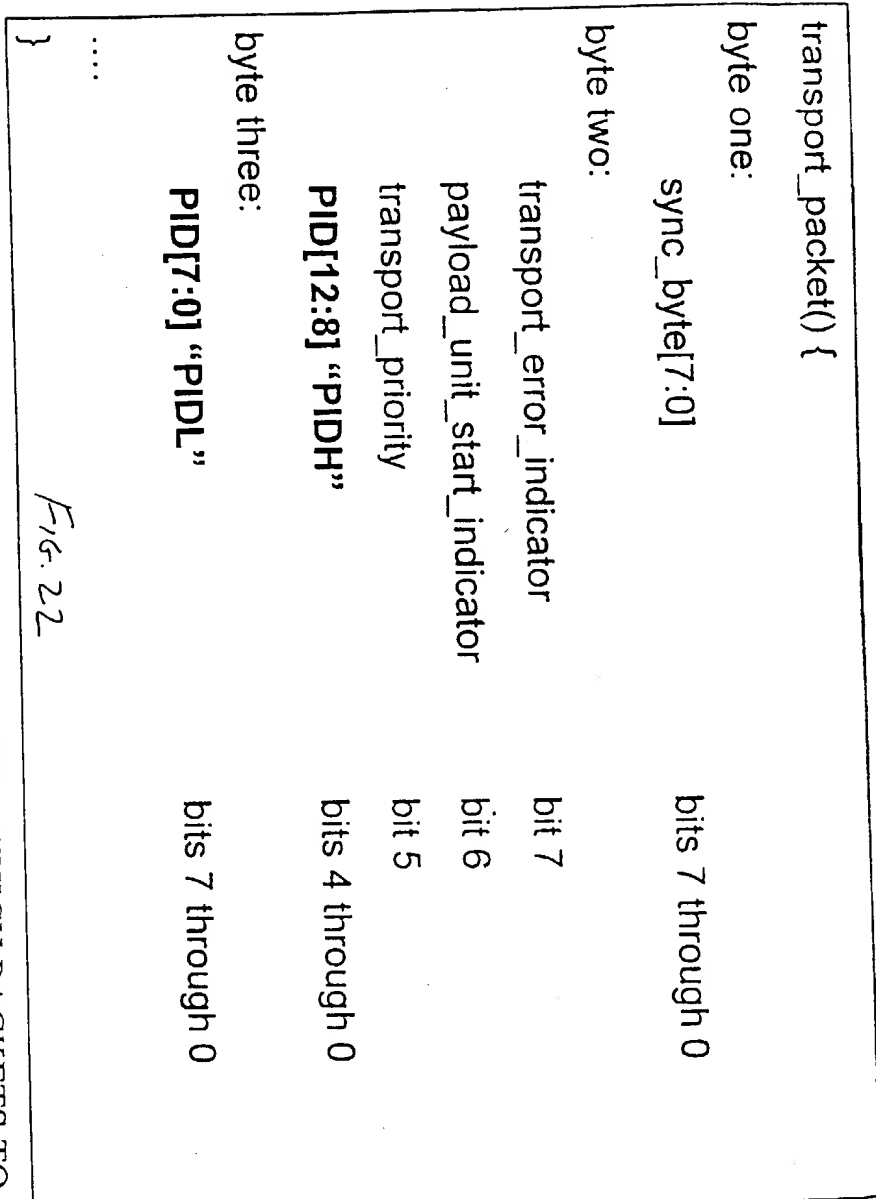 transport_packet() {
byte one:
sync_byte[7:0] bits 7 through 0
byte two:
transport_error_indicator bit 7
payload_unit_start_indicator bit 6
transport_priority bit 5
PID[12:8] “PIDH” bits 4 through 0
byte three:
PID[7:0] “PIDL” bits 7 through 0
....
}
FIG. 22
PACKETS TO